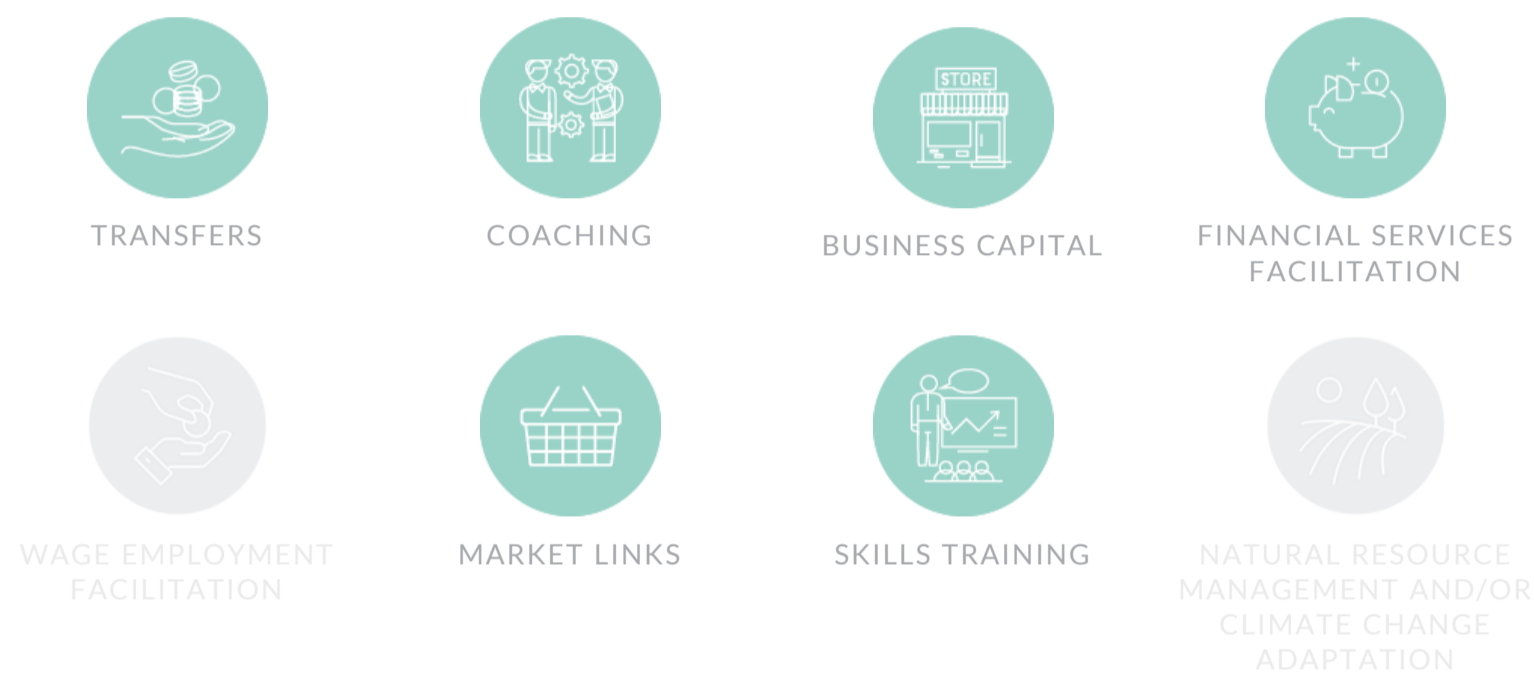 STORE
TRANSFERS
COACHING
BUSINESS CAPITAL
FINANCIAL SERVICES
FACILITATION
WAGE EMPLOYMENT
FACILITATION
MARKET LINKS
SKILLS TRAINING
NATURAL RESOURCE
MANAGEMENT AND/OR
CLIMATE CHANGE
ADAPTATION